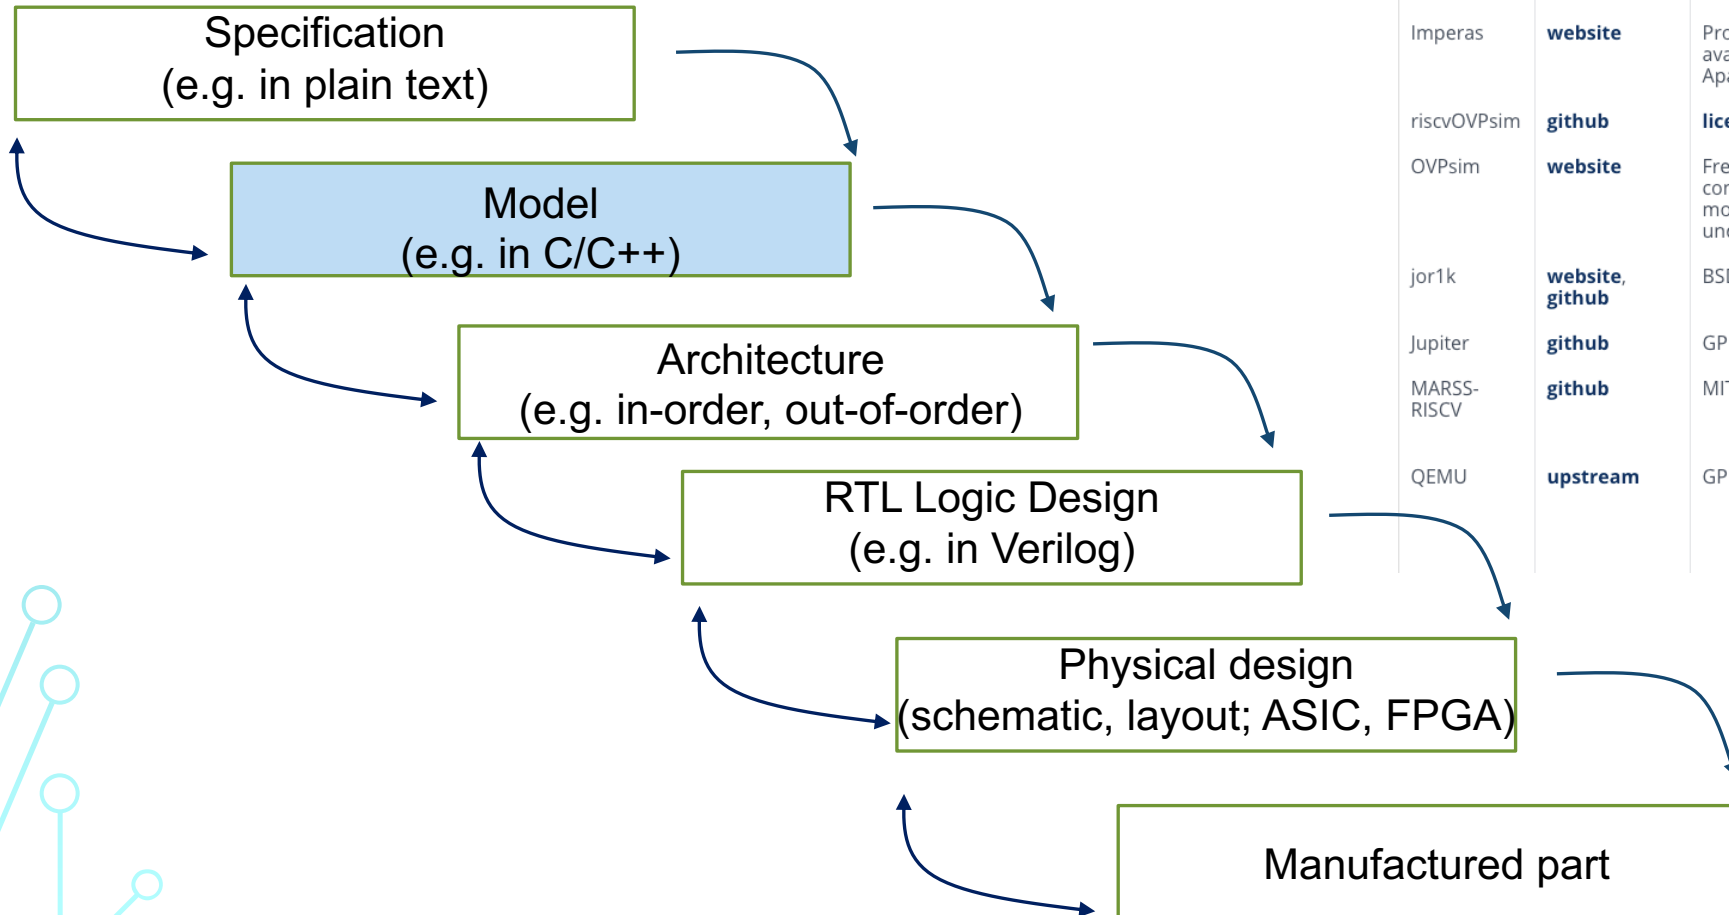 Specification
(e.g. in plain text)
Model
(e.g. in C/C++)
Architecture
(e.g. in-order, out-of-order)
RTL Logic Design
(e.g. in Verilog)
Physical design
(schematic, layout; ASIC, FPGA)
Manufactured part
Imperas website
riscvOVPsim github
OVPsim website
jor1k website,
github
Jupiter github
MARSS- github
RISCV
QEMU upstream